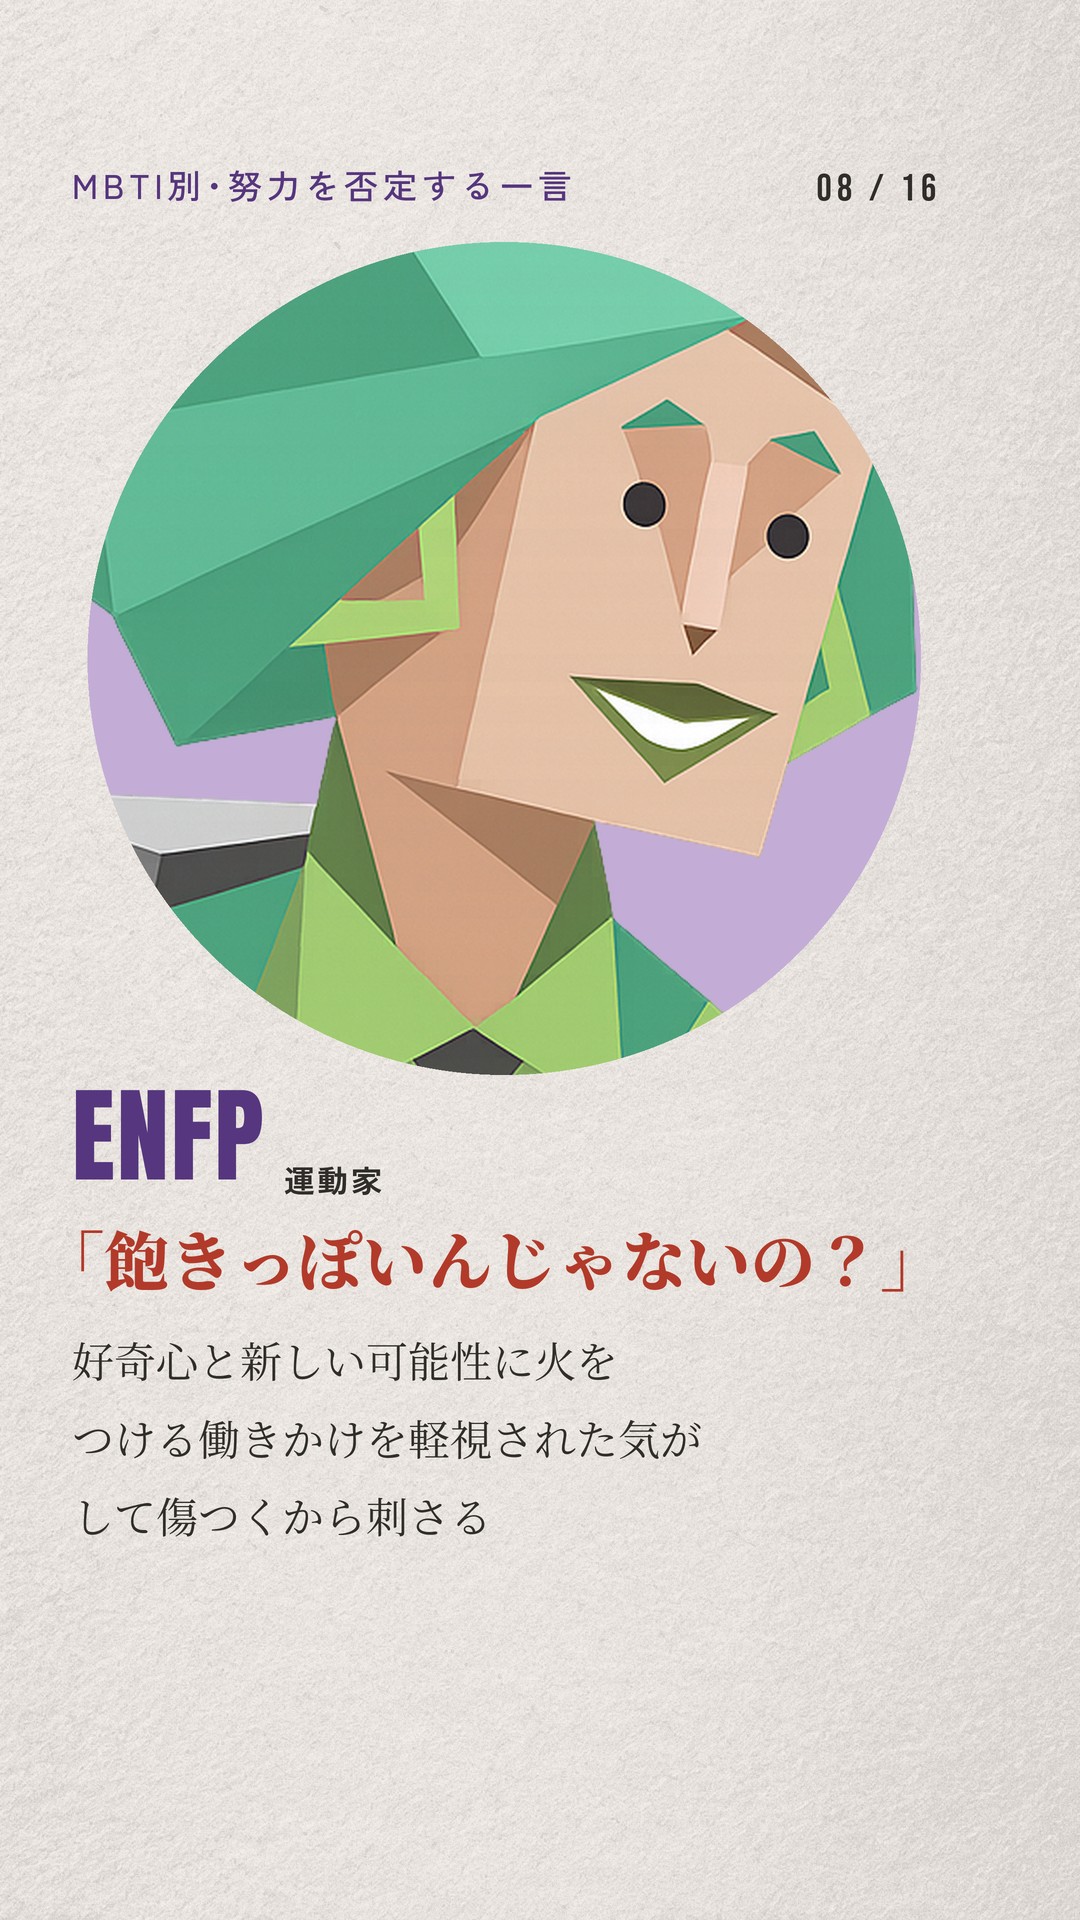 MBTI別・努力を否定する一言
08 / 16
ENFP
運動家
「飽きっぽいんじゃないの？」
好奇心と新しい可能性に火を
つける働きかけを軽視された気が
して傷つくから刺さる